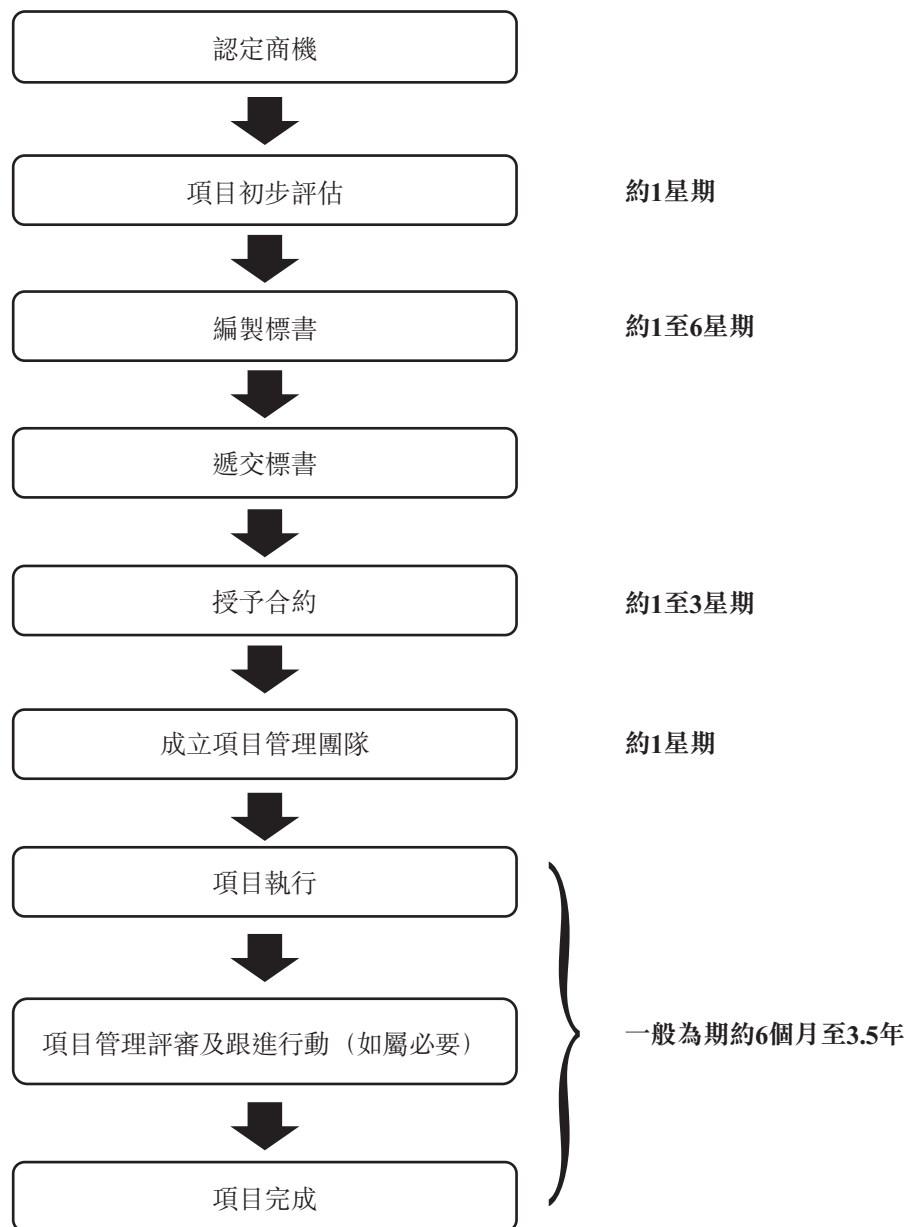 認定商機
項目初步評估
約1星期
編製標書
約1至6星期
遞交標書
授予合約
約1至3星期
成立項目管理團隊
約1星期
項目執行
項目管理評審及跟進行動（如屬必要）
一般為期約6個月至3.5年
項目完成